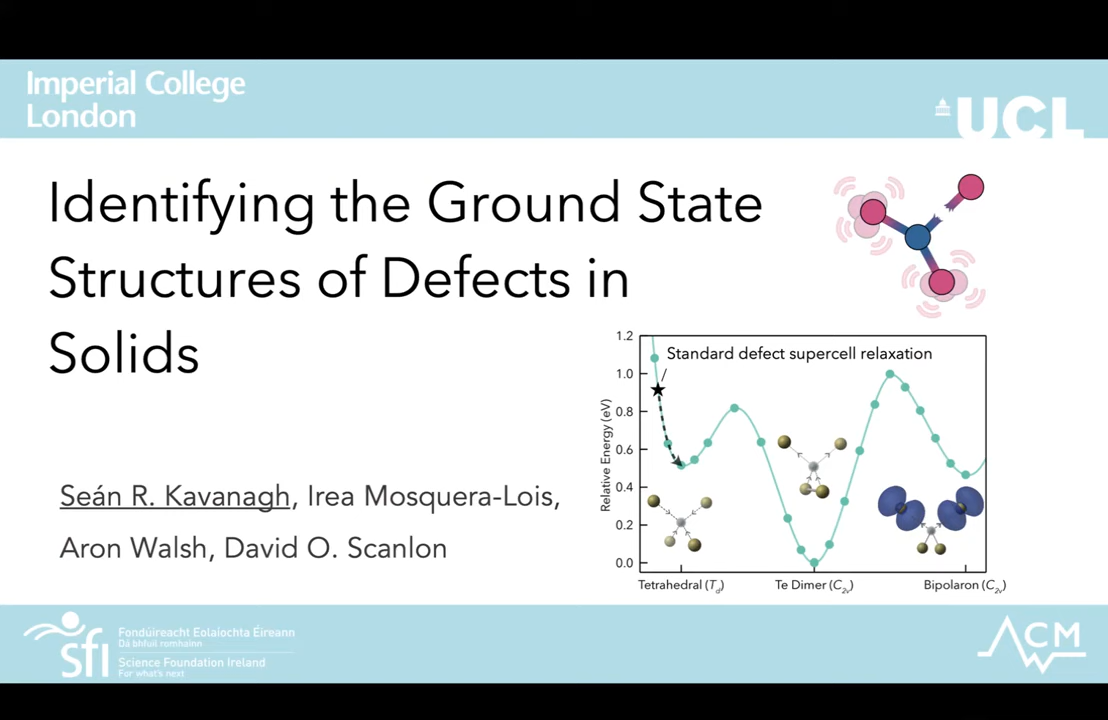 Imperial College
London
UCL
Identifying the Ground State
Structures of Defects in
Solids
Seán R. Kavanagh, Irea Mosquera-Lois,
Aron Walsh, David O. Scanlon
Standard defect supercell relaxation
Relative Energy (eV)
1.2
1.0
0.8
0.6
0.4
0.2
0.0
Tetrahedral (T_d)
Te Dimer (C_2v)
Bipolaron (C_2v)
sfi
Fondúireacht Eolaíochta Éireann
Dá bhfuil romhainn
Science Foundation Ireland
For what's next
ACM